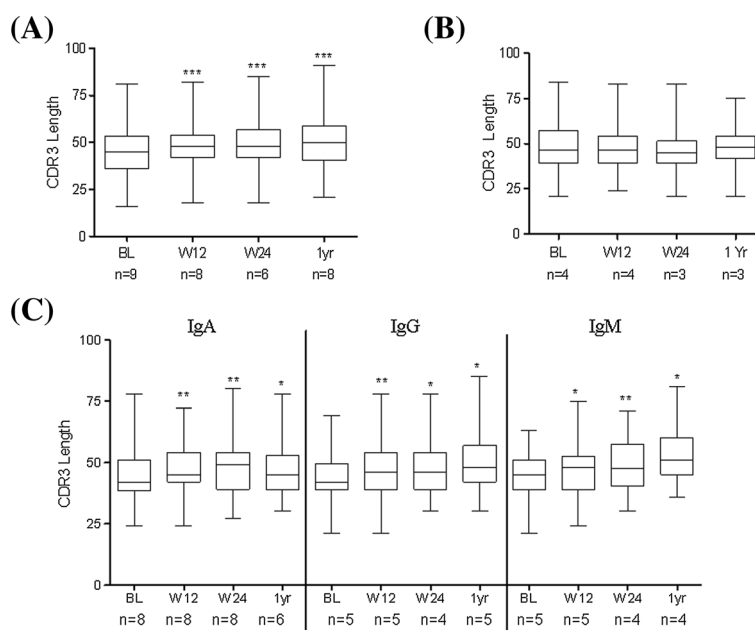 (A)
100
75
50
25
0
CDR3 Length
*** *** ***
BL W12 W24 1yr
n=9 n=8 n=6 n=8
(B)
100
75
50
25
0
CDR3 Length
BL W12 W24 1 Yr
n=4 n=4 n=3 n=3
(C)
IgA IgG IgM
100
75
50
25
0
CDR3 Length
** ** * ** * * * ** *
BL W12 W24 1yr BL W12 W24 1yr BL W12 W24 1yr
n=8 n=8 n=8 n=6 n=5 n=5 n=4 n=5 n=5 n=5 n=4 n=4